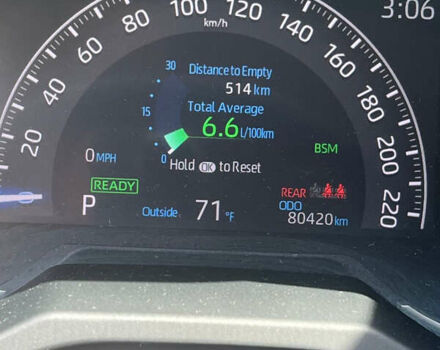 3:06
100
120
80
km/h
140
60
160
40
180
20
200
220
30
15
0
Distance to Empty
514 km
Total Average
6.6 L/100km
BSM
0 MPH
Hold OK to Reset
READY
REAR
P
Outside 71 °F
ODO
80420 km